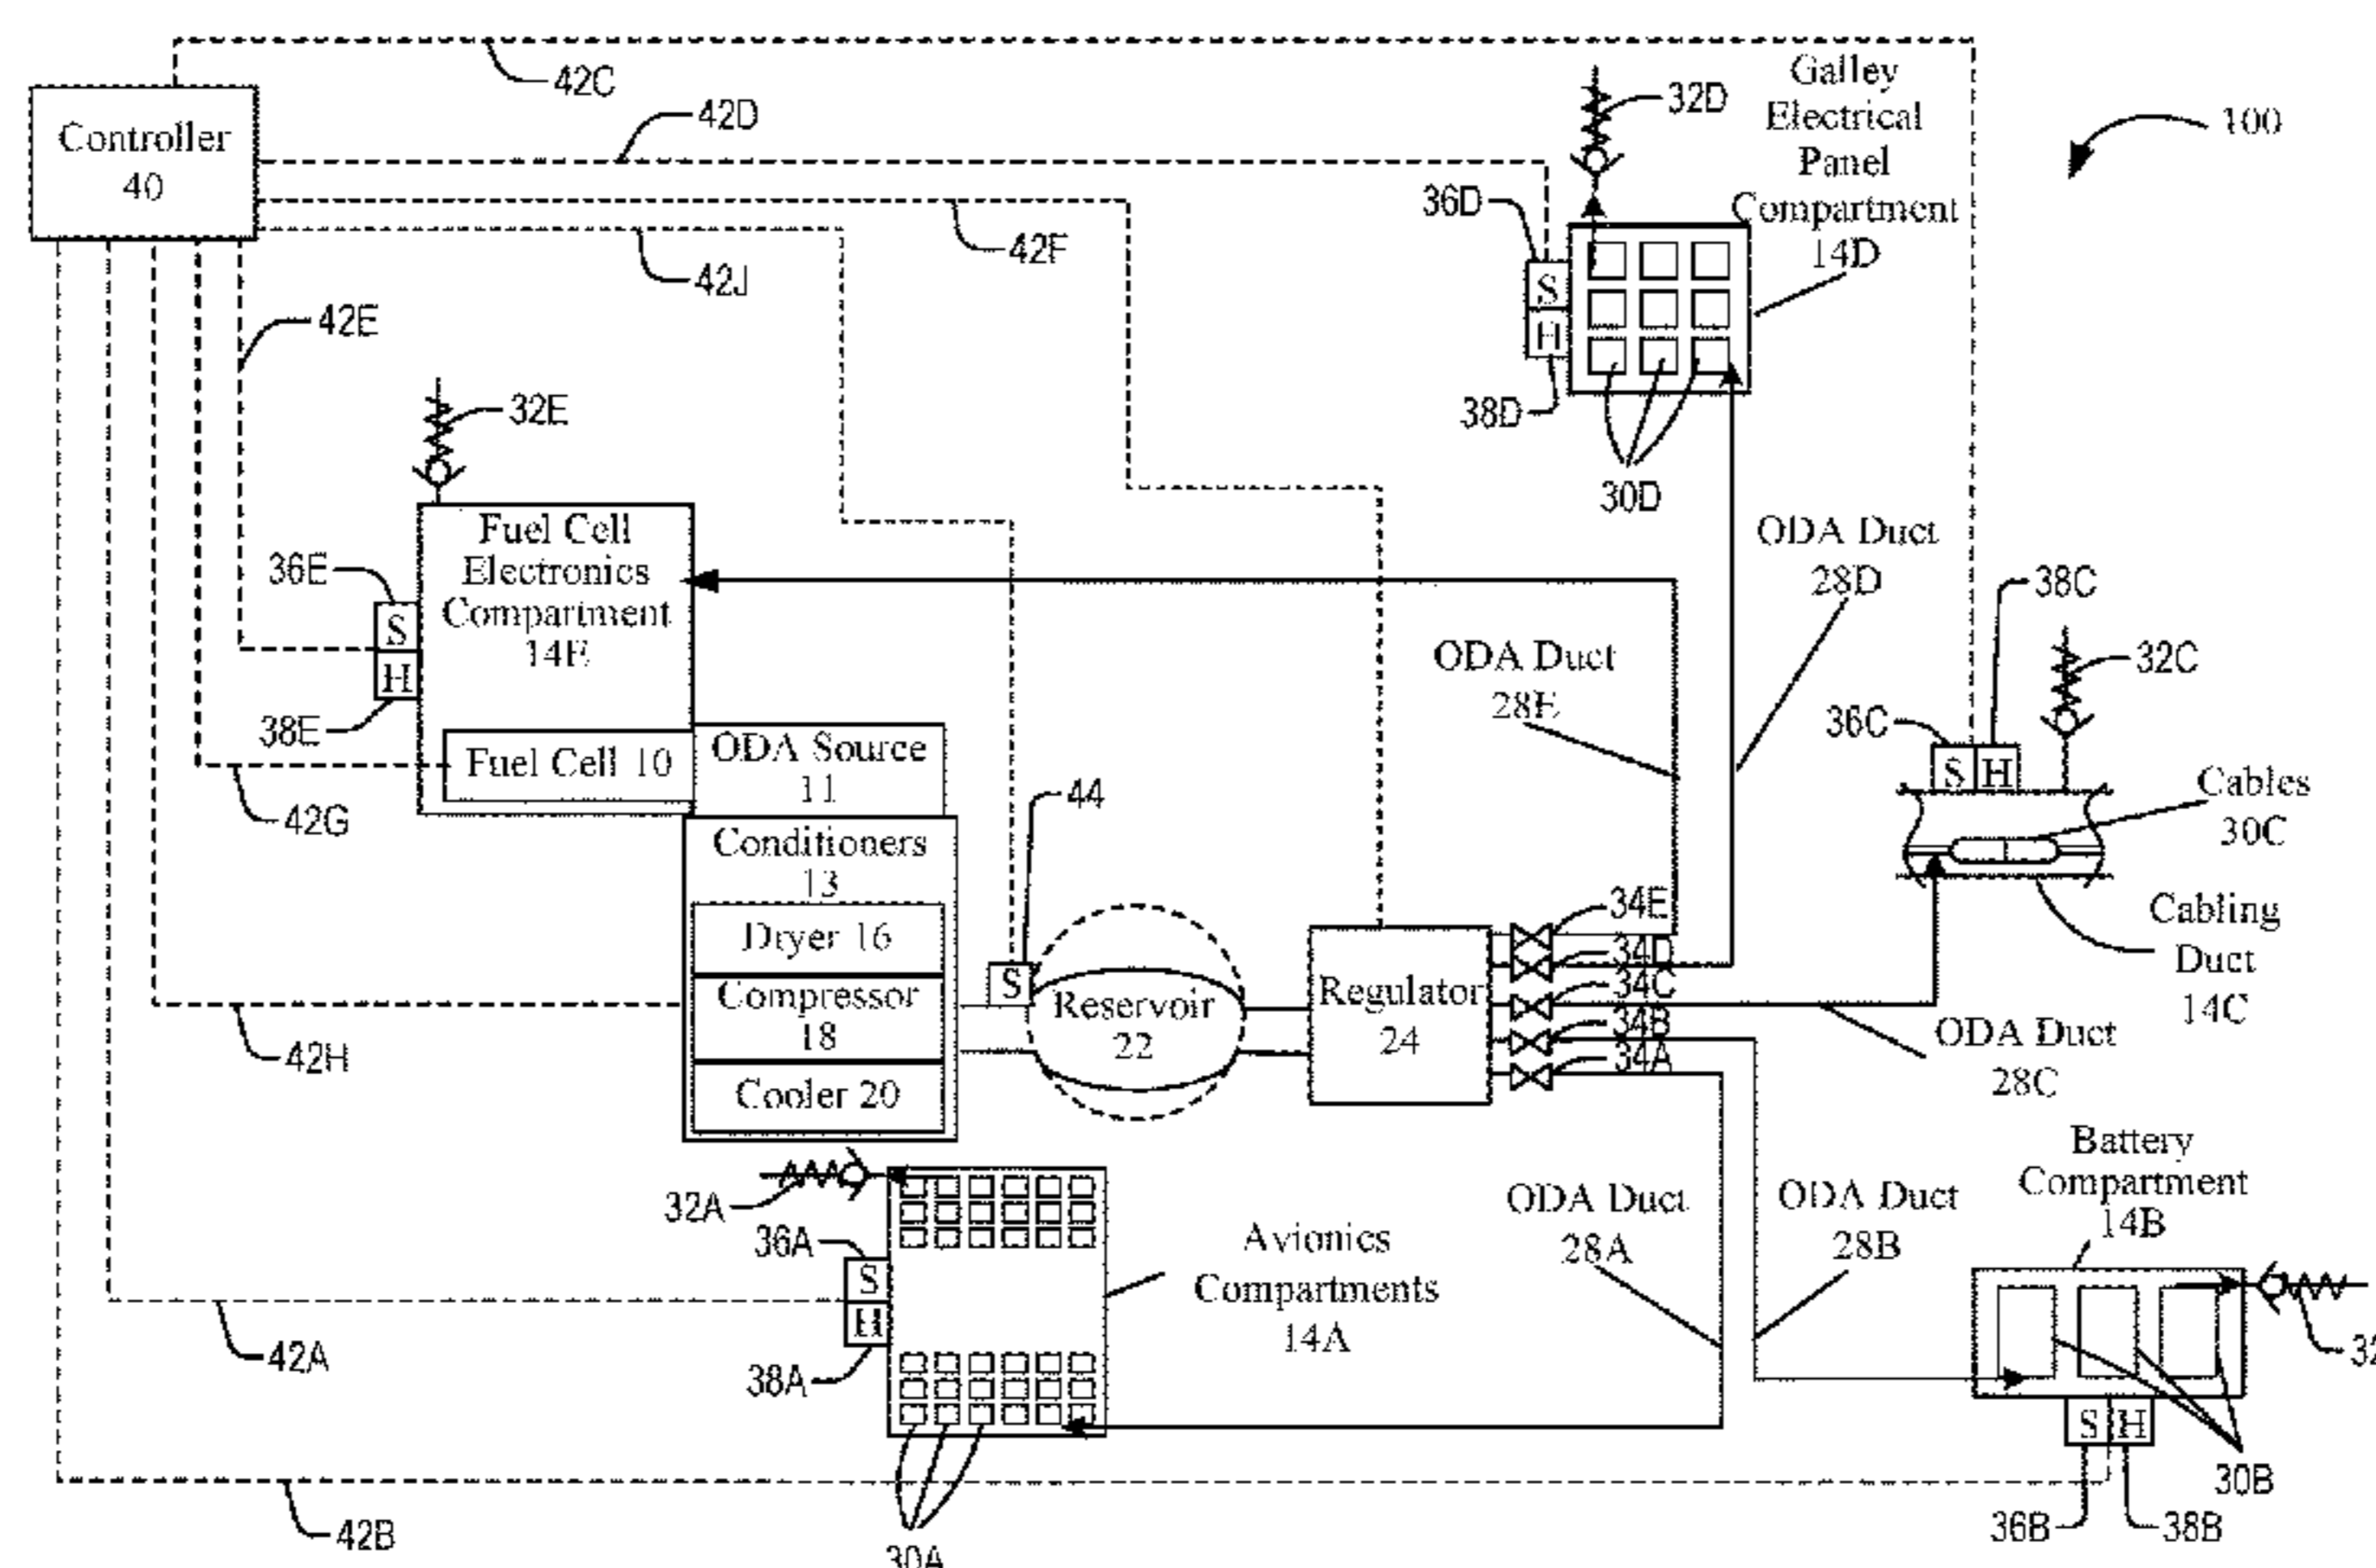 42C
Controller
40
42D
32D
Galley
Electrical
Panel
Compartment
14D
100
36D
42F
42J
S
H
42E
38D
32E
30D
ODA Duct
28D
Fuel Cell
Electronics
Compartment
14E
36E
S
H
38E
38C
ODA Duct
28E
32C
36C
S H
Fuel Cell 10
ODA Source
11
42G
44
Cables
30C
Conditioners
13
Dryer 16
Compressor
18
Cooler 20
S
Reservoir
22
Regulator
24
34E
34D
34C
34B
34A
Cabling
Duct
14C
42H
ODA Duct
28C
Battery
Compartment
14B
32A
36A
S
H
38A
Avionics
Compartments
14A
ODA Duct
28A
ODA Duct
28B
42A
32
S H
30B
36B
38B
42B
30A